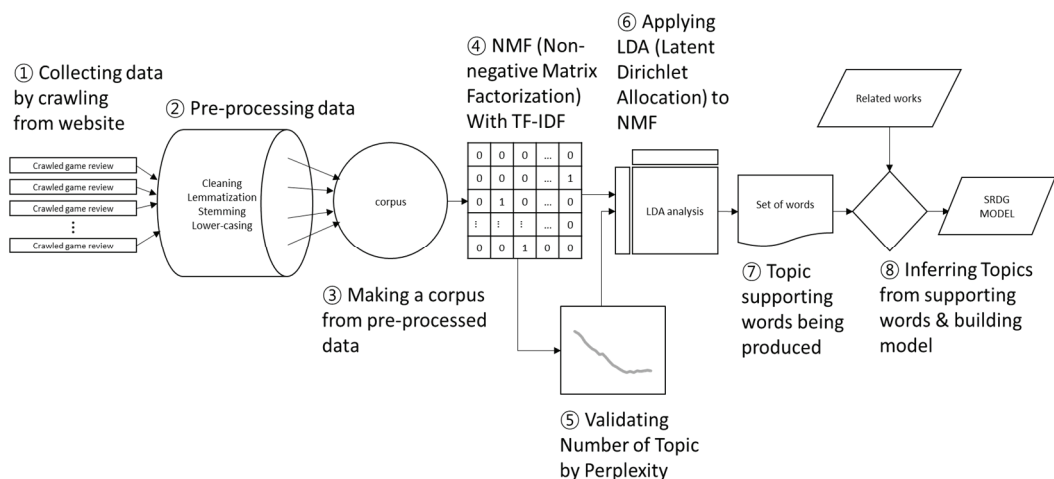 ① Collecting data
by crawling
from website
Crawled game review
Crawled game review
Crawled game review
⋮
Crawled game review
② Pre-processing data
Cleaning
Lemmatization
Stemming
Lower-casing
corpus
③ Making a corpus
from pre-processed
data
④ NMF (Non-
negative Matrix
Factorization)
With TF-IDF
0 0 0 ... 0
0 0 0 ... 1
0 1 0 ... 0
⋮ ⋮ ⋮ ... 0
0 0 1 0 0
⑤ Validating
Number of Topic
by Perplexity
⑥ Applying
LDA (Latent
Dirichlet
Allocation) to
NMF
LDA analysis
Set of words
⑦ Topic
supporting
words being
produced
Related works
SRDG
MODEL
⑧ Inferring Topics
from supporting
words & building
model